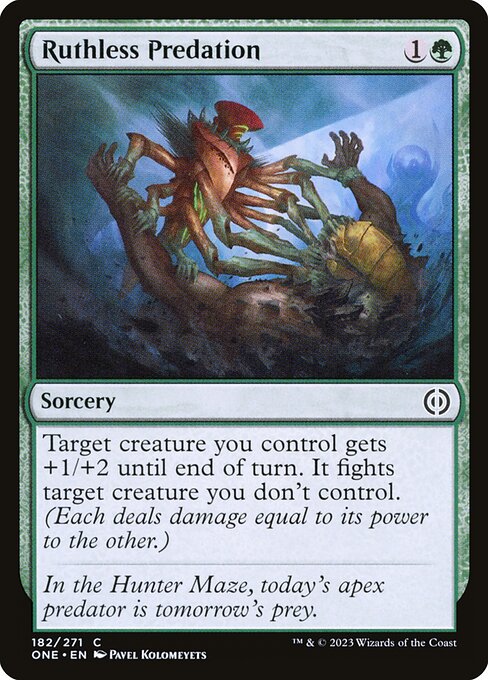 Ruthless Predation 1
Sorcery
Target creature you control gets
+1/+2 until end of turn. It fights
target creature you don't control.
(Each deals damage equal to its power
to the other.)
In the Hunter Maze, today's apex
predator is tomorrow's prey.
182/271 C
ONE • EN Pavel Kolomeyets
™ & © 2023 Wizards of the Coast